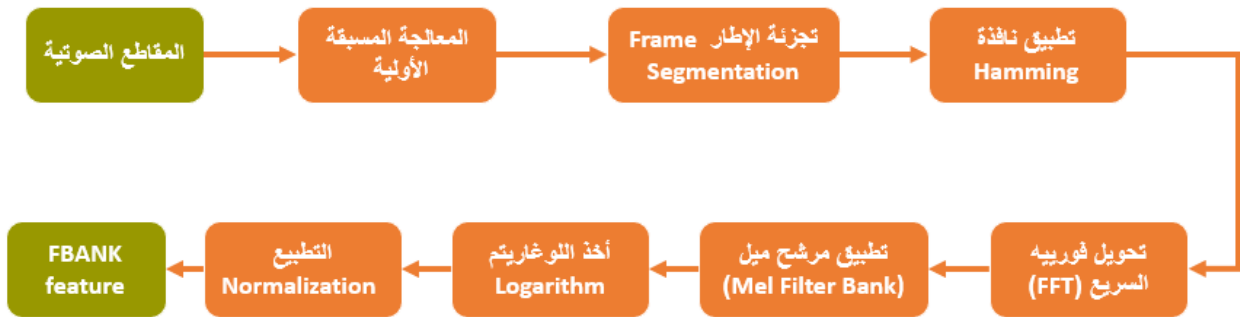 المقاطع الصوتية
المعالجة المسبقة
الأولية
تجزئة الإطار Frame
Segmentation
تطبيق نافذة
Hamming
تحويل فورييه
السريع (FFT)
تطبيق مرشح ميل
(Mel Filter Bank)
أخذ اللوغاريتم
Logarithm
التطبيع
Normalization
FBANK
feature